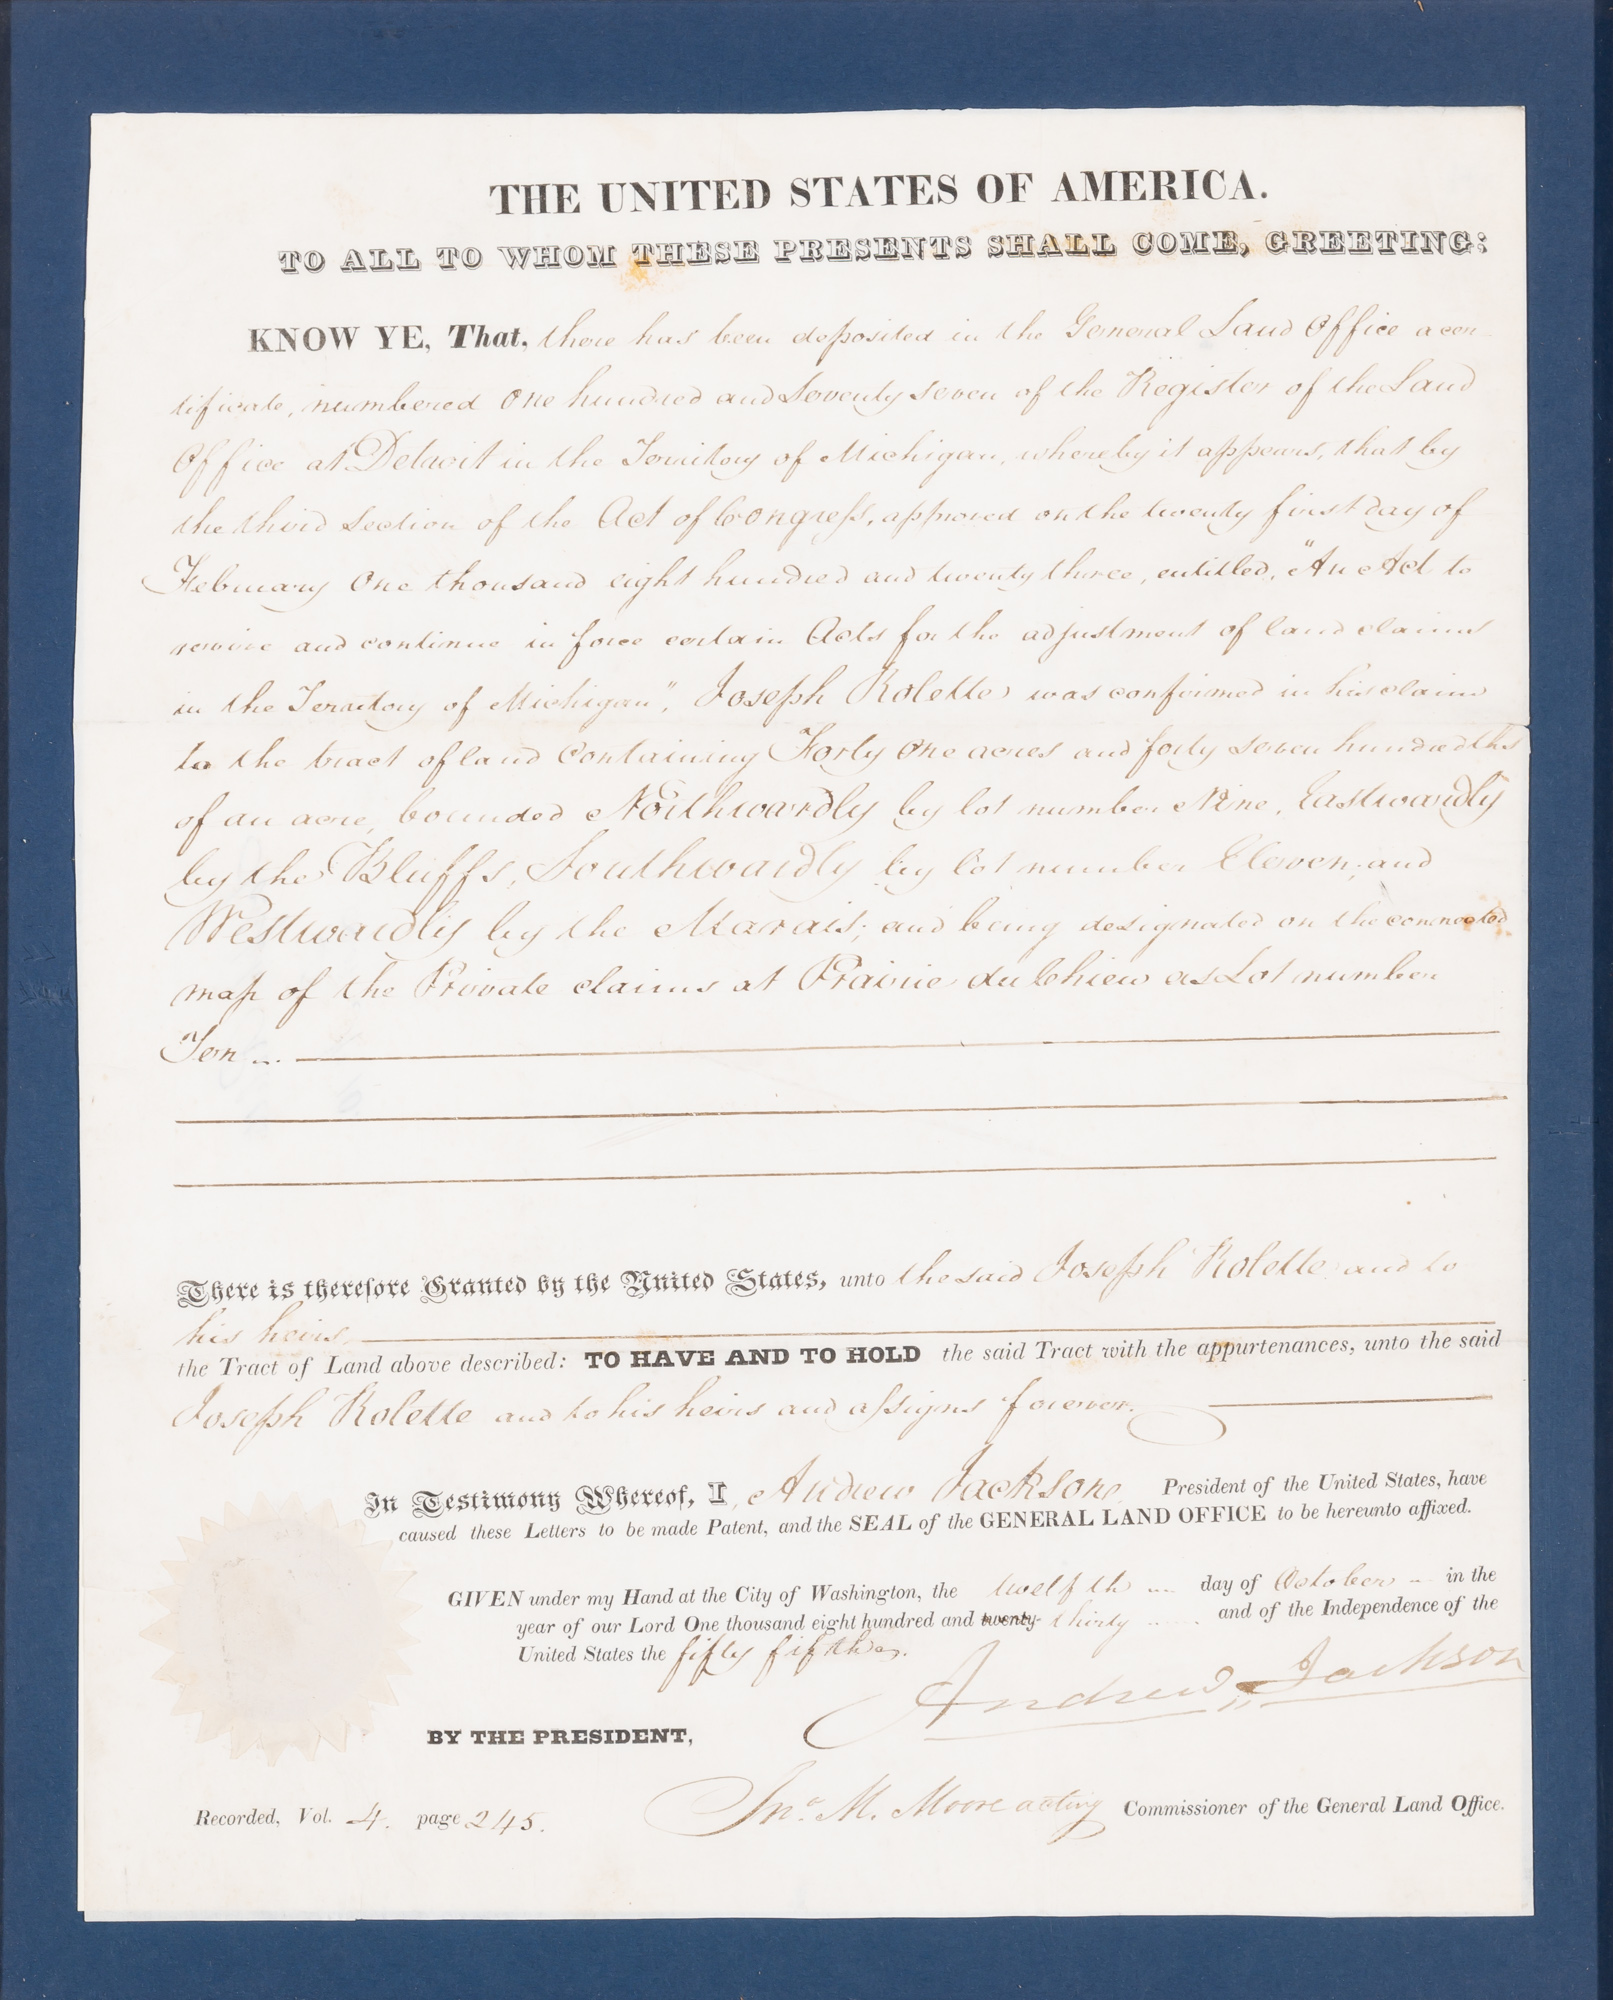 THE UNITED STATES OF AMERICA.
TO ALL TO WHOM THESE PRESENTS SHALL COME, GREETING:
KNOW YE, That, there has been deposited in the General Land Office a cer
tificate, numbered One hundred and Seventy seven of the Register of the Land
Office at Detroit in the Territory of Michigan, whereby it appears, that by
the third Section of the Act of Congress, approved on the twenty first day of
February One thousand eight hundred and twenty three, entitled, "An Act to
revive and continue in force certain Acts for the adjustment of land claims
in the Territory of Michigan", Joseph Rolette was confirmed in his claim
to the tract of land containing Forty One acres and forty seven hundredths
of an acre, bounded Northwardly by lot number Nine, Eastwardly
by the Bluffs, Southwardly by lot number Eleven, and
Westwardly by the Marais; and being designated on the connected
map of the Private claims at Prairie du Chien as Lot number
Ten
There is therefore Granted by the United States, unto the said Joseph Rolette and to
his heirs,
the Tract of Land above described: TO HAVE AND TO HOLD the said Tract with the appurtenances, unto the said
Joseph Rolette and to his heirs and assigns forever.
In Testimony Whereof, I, Andrew Jackson, President of the United States, have
caused these Letters to be made Patent, and the SEAL of the GENERAL LAND OFFICE to be hereunto affixed.
GIVEN under my Hand at the City of Washington, the twelfth day of October in the
year of our Lord One thousand eight hundred and twenty thirty and of the Independence of the
United States the fifty fifth.
Andrew Jackson
BY THE PRESIDENT,
Jno. M. Moore acting Commissioner of the General Land Office.
Recorded, Vol. 4. page 245.